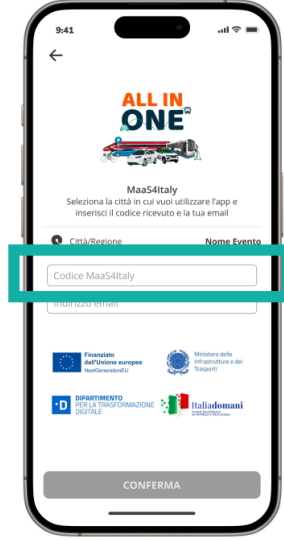 9:41
ALL IN
ONE
MaaS4Italy
Seleziona la città in cui vuoi utilizzare l'app e
inserisci il codice ricevuto e la tua email
Città/Regione Nome Evento
Codice MaaS4Italy
Indirizzo email
Finanziato
dall'Unione europea
NextGenerationEU
Ministero delle
Infrastrutture e dei
Trasporti
•D
DIPARTIMENTO
PER LA TRASFORMAZIONE
DIGITALE
Italiadomani
CONFERMA